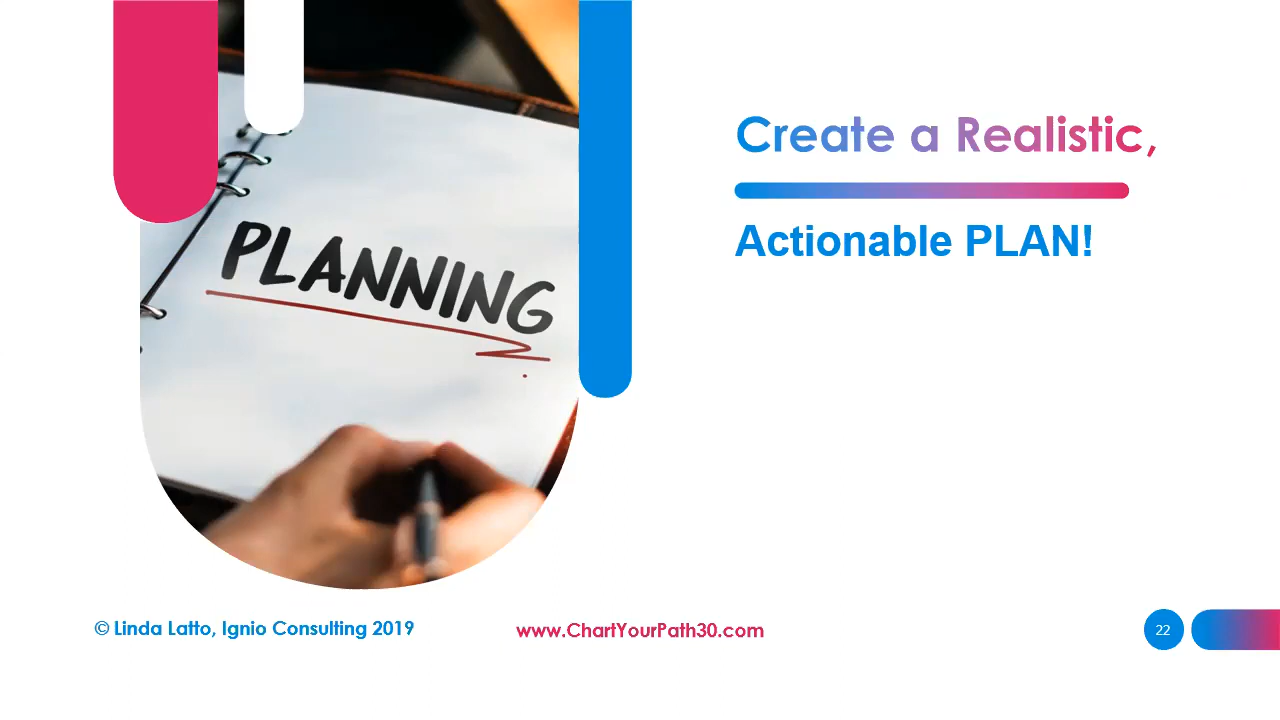 PLANNING
Create a Realistic,
Actionable PLAN!
© Linda Latto, Ignio Consulting 2019
www.ChartYourPath30.com
22